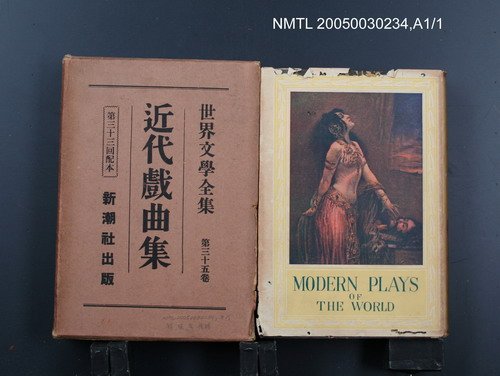 NMTL 20050030234,A1/1
世界文學全集
第三十五卷
近代戲曲集
第三十三回配本
新潮社出版
MODERN PLAYS
OF
THE WORLD